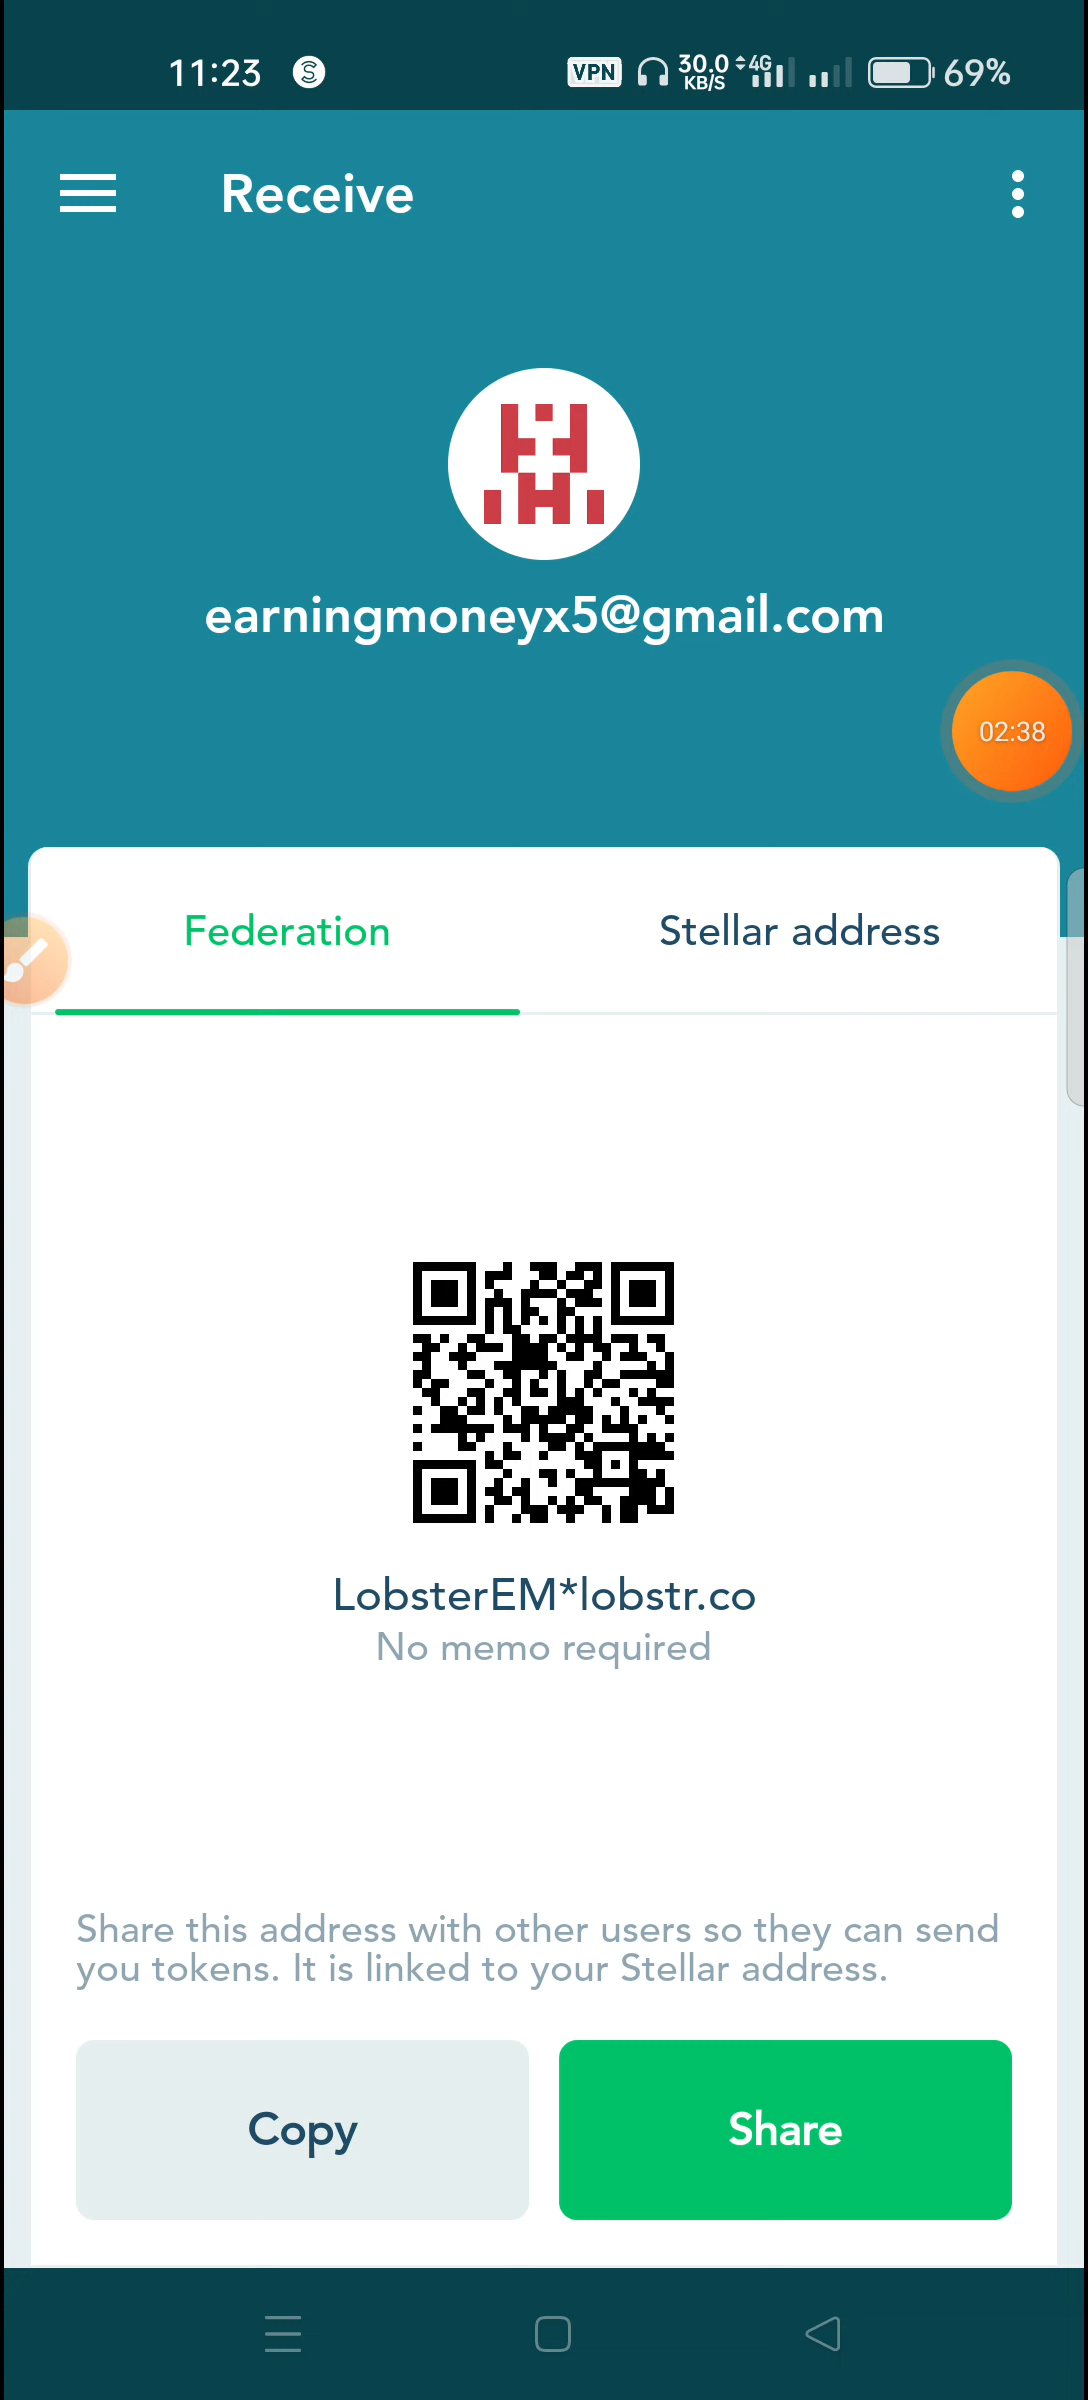 11:23
VPN 30.0 KB/S 4G 69%
Receive
earningmoneyx5@gmail.com
02:38
Federation
Stellar address
LobsterEM*lobstr.co
No memo required
Share this address with other users so they can send
you tokens. It is linked to your Stellar address.
Copy
Share